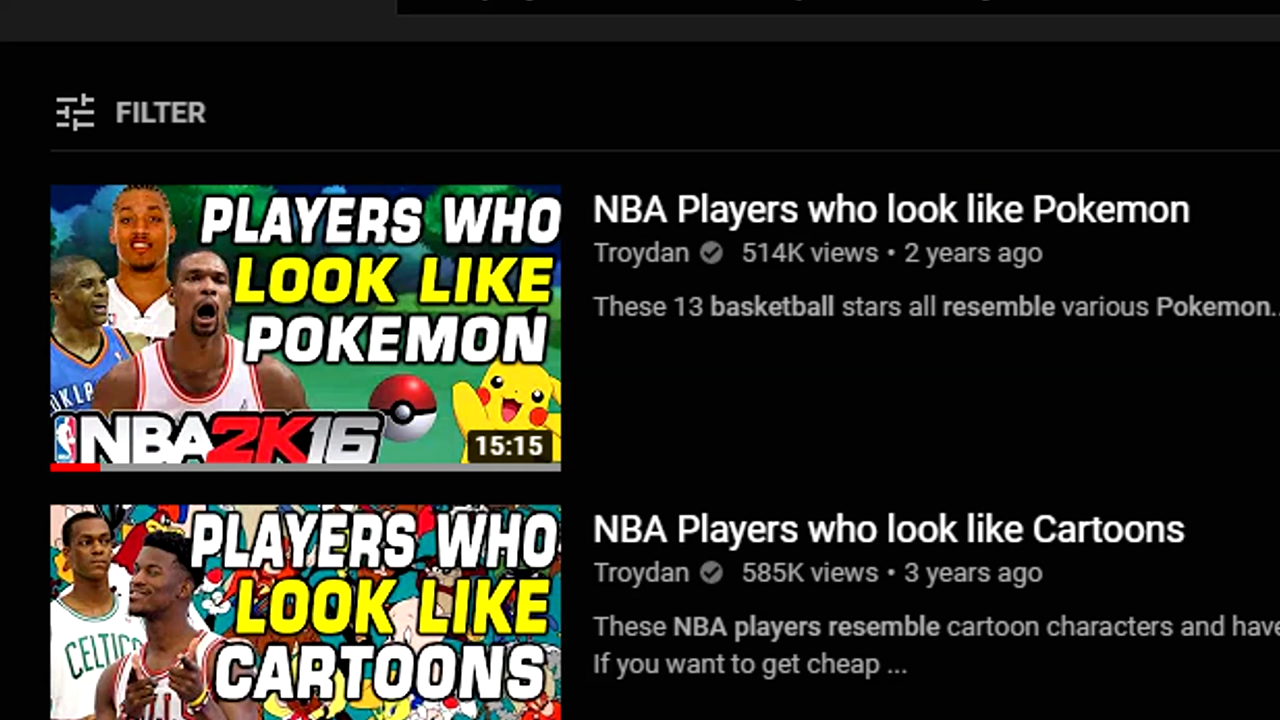 FILTER
PLAYERS WHO
LOOK LIKE
POKEMON
NBA 2K16
15:15
NBA Players who look like Pokemon
Troydan 514K views • 2 years ago
These 13 basketball stars all resemble various Pokemon..
PLAYERS WHO
LOOK LIKE
CARTOONS
CELTIC
NBA Players who look like Cartoons
Troydan 585K views • 3 years ago
These NBA players resemble cartoon characters and have
If you want to get cheap ...